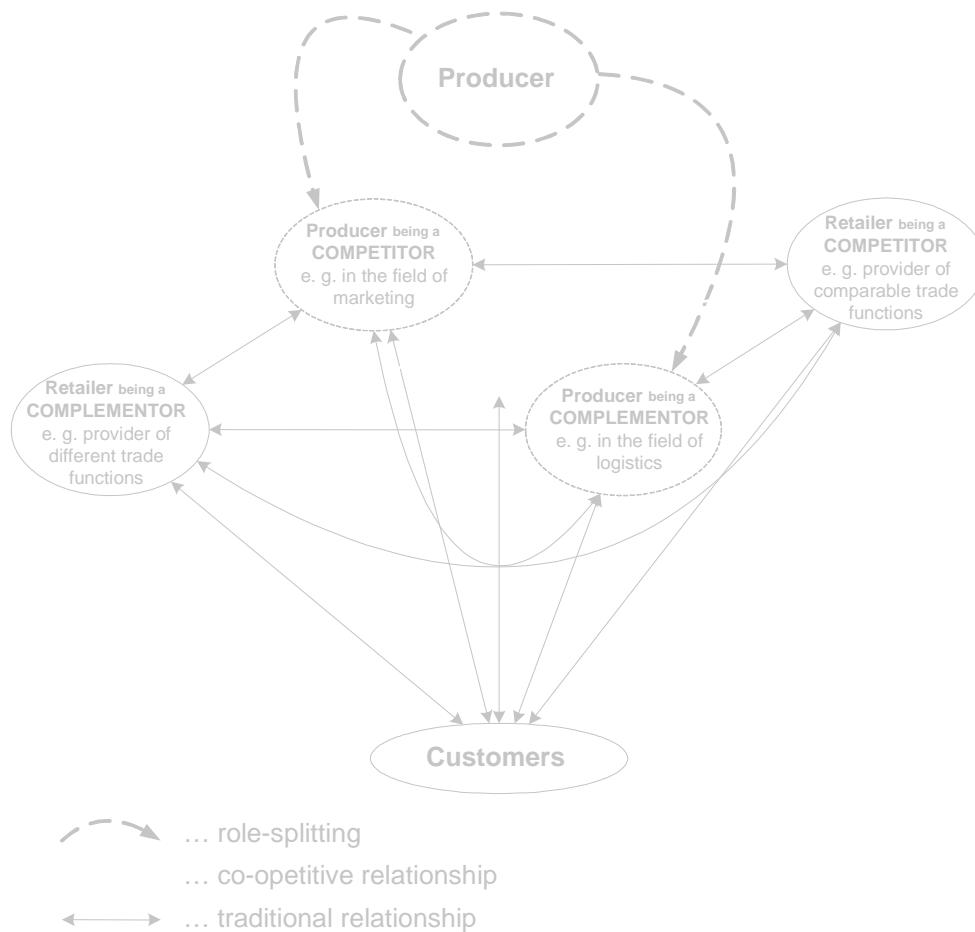 Producer
Producer being a
COMPETITOR
e. g. in the field of
marketing
Retailer being a
COMPETITOR
e. g. provider of
comparable trade
functions
Retailer being a
COMPLEMENTOR
e. g. provider of
different trade
functions
Producer being a
COMPLEMENTOR
e. g. in the field of
logistics
Customers
… role-splitting
… co-opetitive relationship
… traditional relationship